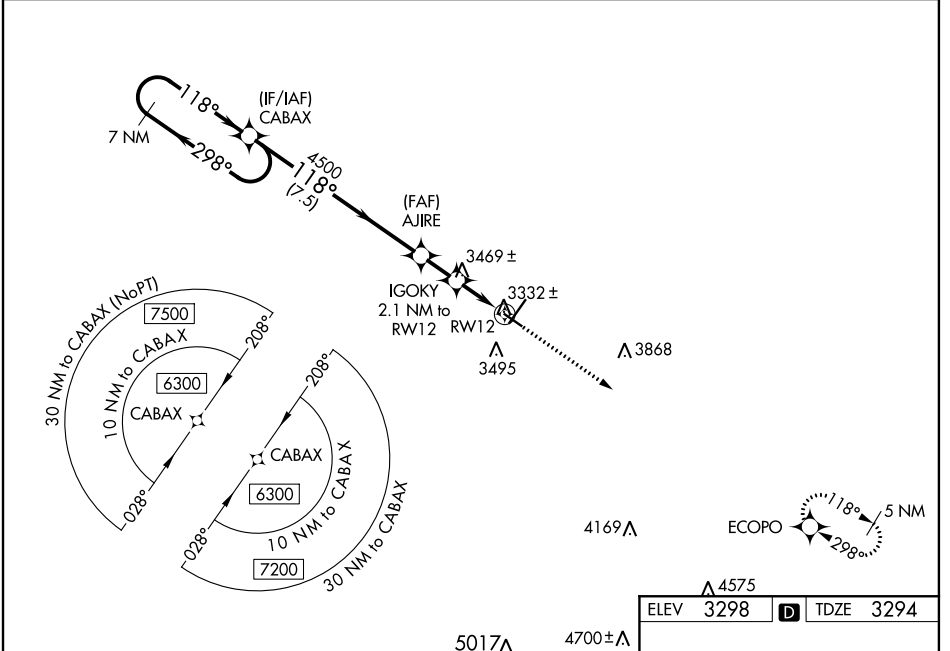 118°
(IF/IAF)
CABAX
7 NM
298°
4500
118°
(7.5)
(FAF)
AJIRE
3469 ±
IGOKY
2.1 NM to
RW12
3332 ±
RW12
3495
3868
30 NM to CABAX (NoPT)
7500
10 NM to CABAX
208°
6300
CABAX
028°
208°
CABAX
6300
10 NM to CABAX
028°
7200
30 NM to CABAX
4169
ECOPO
118°
5 NM
298°
4575
ELEV 3298 D TDZE 3294
5017
4700 ±